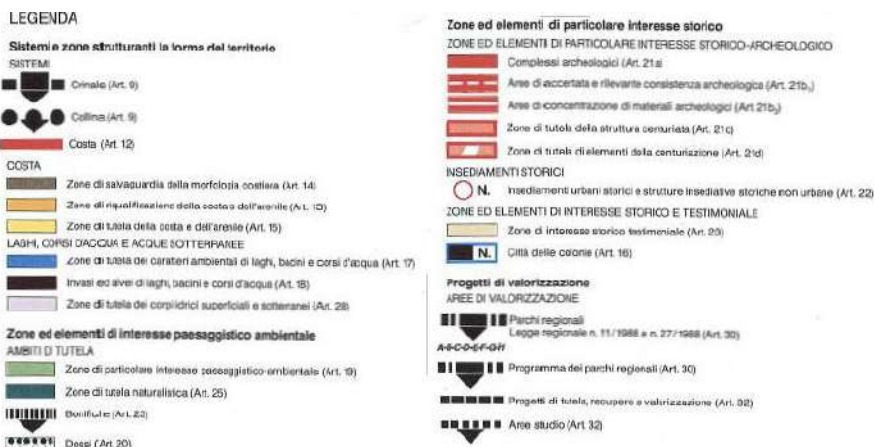 LEGENDA
Sistemi e zone strutturanti la forma del territorio
SISTEMI
Crinale (Art. 9)
Collina (Art. 9)
Costa (Art. 12)
COSTA
Zone di salvaguardia della morfologia costiera (Art. 14)
Zone di riqualificazione della costa e dell'arenile (Art. 13)
Zone di tutela della costa e dell'arenile (Art. 15)
LAGHI, CORSI D'ACQUA E ACQUE SOTTERRANEE
Zone di tutela dei caratteri ambientali di laghi, bacini e corsi d'acqua (Art. 17)
Invasi ed alvei di laghi, bacini e corsi d'acqua (Art. 18)
Zone di tutela dei corpi idrici superficiali e sotterranei (Art. 28)
Zone ed elementi di interesse paesaggistico ambientale
AMBITI DI TUTELA
Zone di particolare interesse paesaggistico-ambientale (Art. 19)
Zone di tutela naturalistica (Art. 25)
Bonifiche (Art. 23)
Dossi (Art. 20)
Zone ed elementi di particolare interesse storico
ZONE ED ELEMENTI DI PARTICOLARE INTERESSE STORICO-ARCHEOLOGICO
Complessi archeologici (Art. 21a)
Aree di accertata e rilevante consistenza archeologica (Art. 21b₁)
Aree di concentrazione di materiali archeologici (Art. 21b₂)
Zone di tutela della struttura centuriata (Art. 21c)
Zone di tutela di elementi della centuriazione (Art. 21d)
INSEDIAMENTI STORICI
N. Insediamenti urbani storici e strutture insediative storiche non urbane (Art. 22)
ZONE ED ELEMENTI DI INTERESSE STORICO E TESTIMONIALE
Zone di interesse storico testimoniale (Art. 23)
N. Città delle colonie (Art. 16)
Progetti di valorizzazione
AREE DI VALORIZZAZIONE
Parchi regionali
Legge regionale n. 11/1988 e n. 27/1988 (Art. 30)
A-B-C-D-E-F-G-H
Programma dei parchi regionali (Art. 30)
Progetti di tutela, recupero e valorizzazione (Art. 32)
Aree studio (Art. 32)